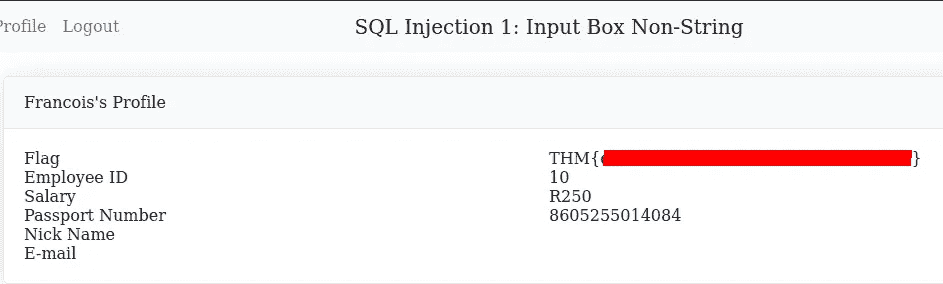 Profile Logout SQL Injection 1: Input Box Non-String
Francois's Profile
Flag THM{ }
Employee ID 10
Salary R250
Passport Number 8605255014084
Nick Name
E-mail